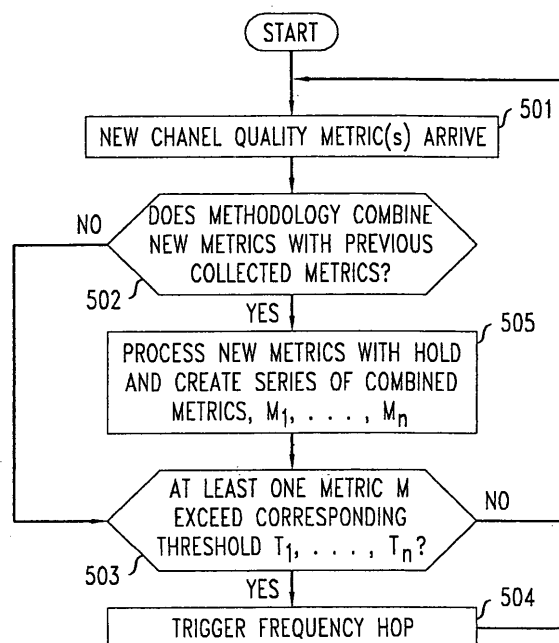 START
NEW CHANEL QUALITY METRIC(s) ARRIVE
501
NO
DOES METHODOLOGY COMBINE
NEW METRICS WITH PREVIOUS
COLLECTED METRICS?
502
YES
505
PROCESS NEW METRICS WITH HOLD
AND CREATE SERIES OF COMBINED
METRICS, M1, . . . , Mn
AT LEAST ONE METRIC M
EXCEED CORRESPONDING
THRESHOLD T1, . . . , Tn?
NO
503
YES
504
TRIGGER FREQUENCY HOP